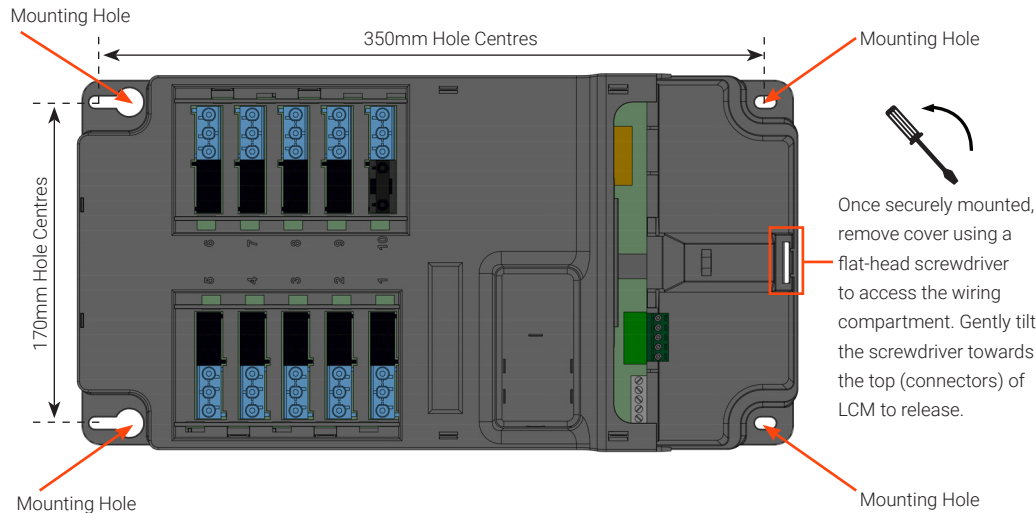 Mounting Hole
350mm Hole Centres
Mounting Hole
170mm Hole Centres
6
7
8
9
10
5
4
3
2
1
Once securely mounted,
remove cover using a
flat-head screwdriver
to access the wiring
compartment. Gently tilt
the screwdriver towards
the top (connectors) of
LCM to release.
Mounting Hole
Mounting Hole